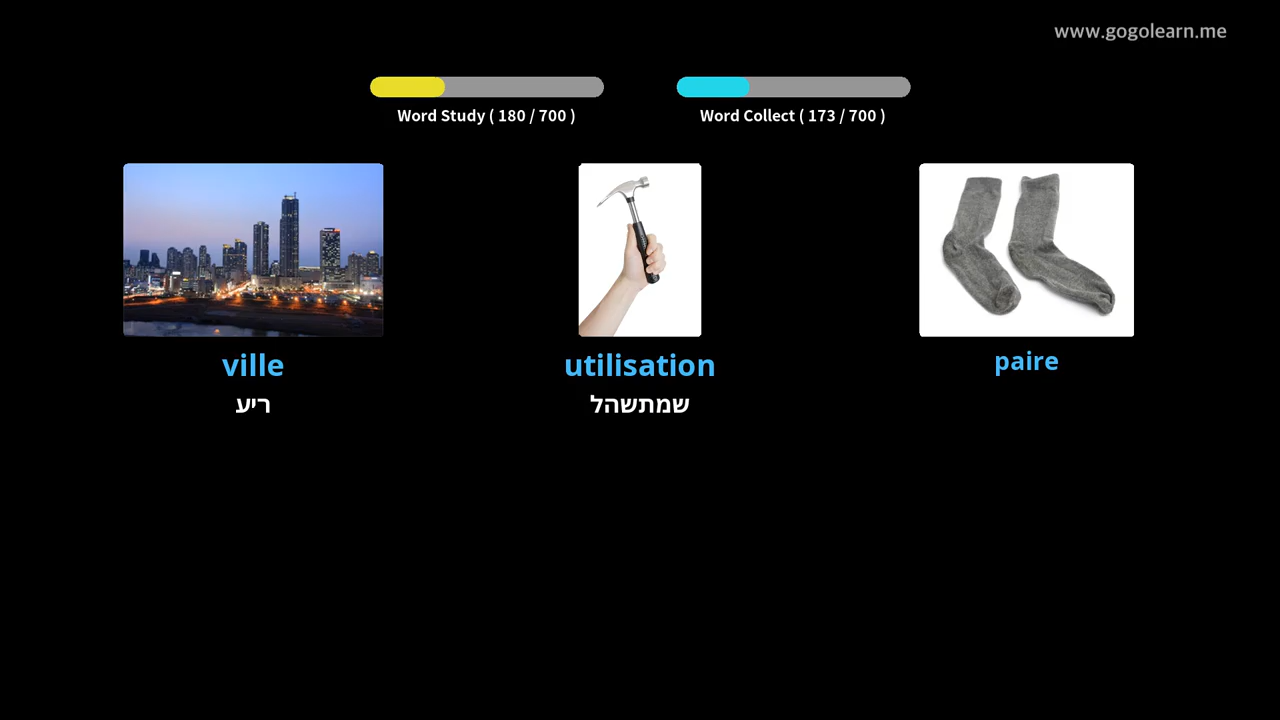 www.gogolearn.me
Word Study ( 180 / 700 )
Word Collect ( 173 / 700 )
ville
utilisation
paire
ריע
שמתשהל